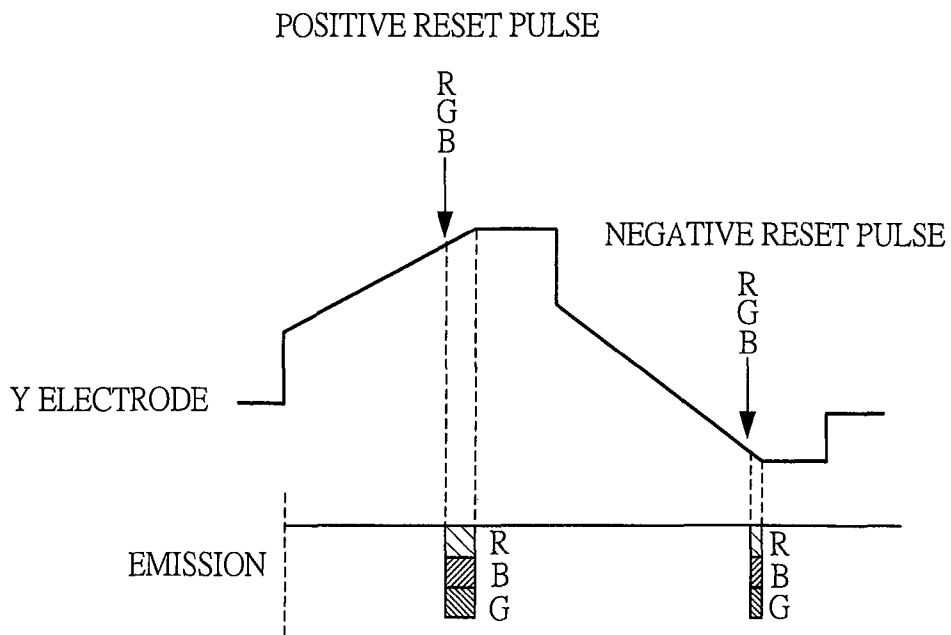 POSITIVE RESET PULSE
R
G
B
NEGATIVE RESET PULSE
R
G
B
Y ELECTRODE
EMISSION
R
B
G
R
B
G